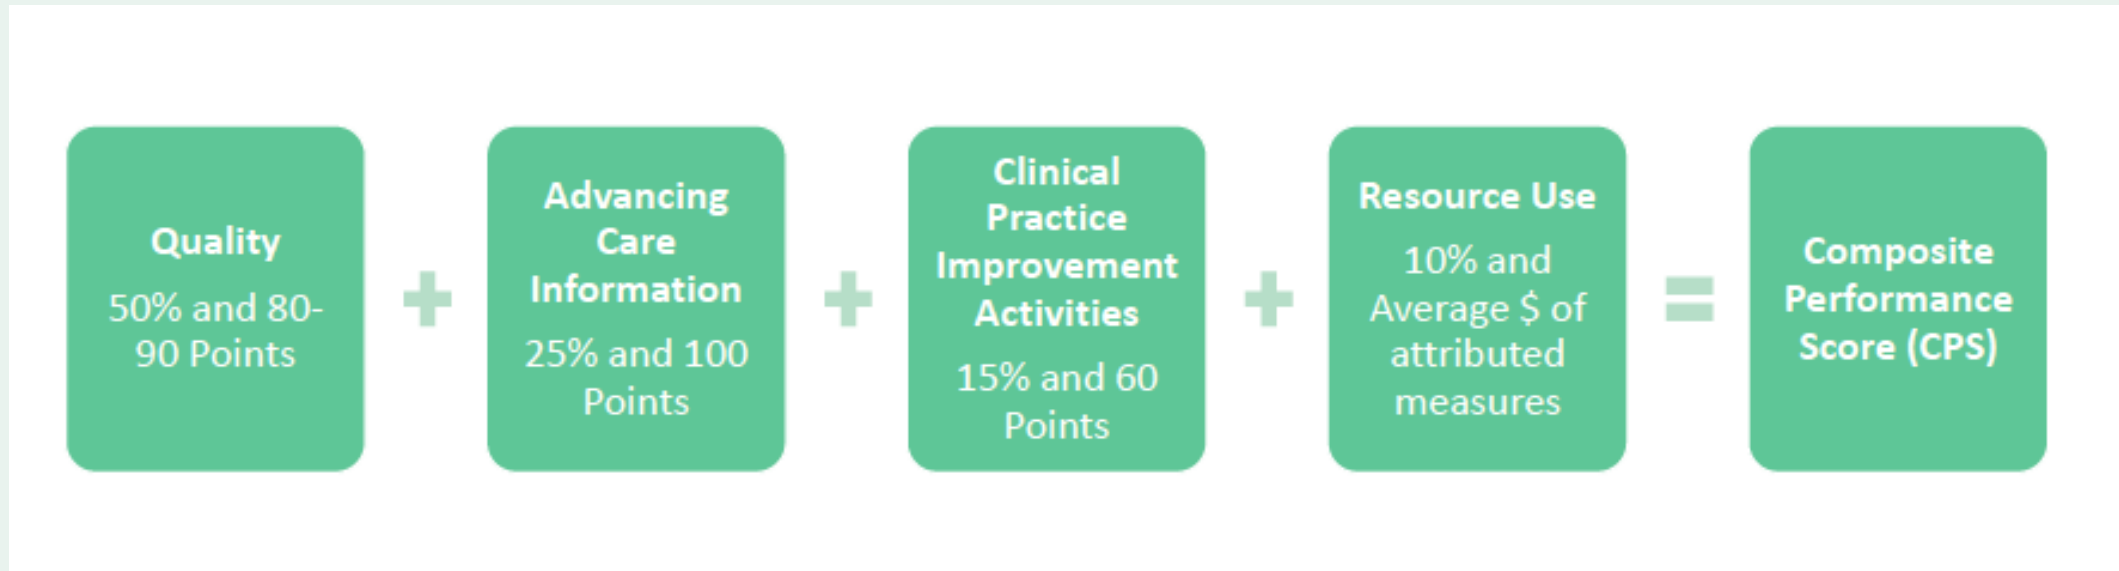 Quality
50% and 80-
90 Points
+
Advancing
Care
Information
25% and 100
Points
+
Clinical
Practice
Improvement
Activities
15% and 60
Points
+
Resource Use
10% and
Average $ of
attributed
measures
=
Composite
Performance
Score (CPS)